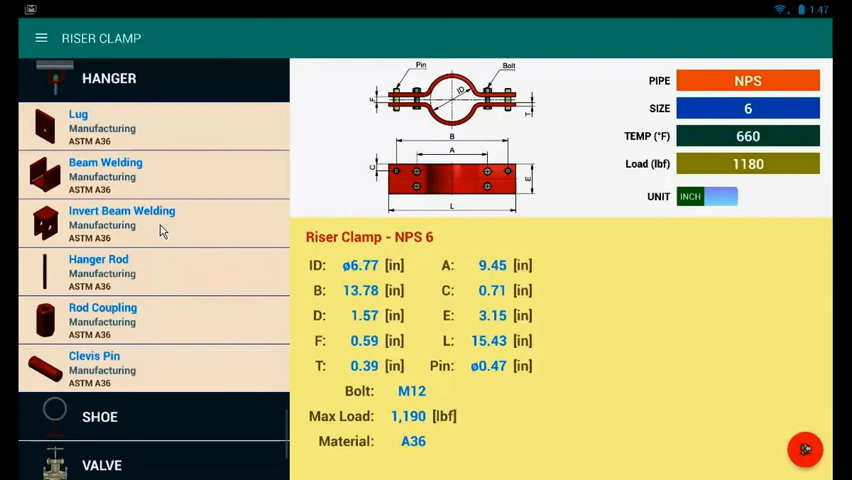 1.47
RISER CLAMP
HANGER
Lug
Manufacturing
ASTM A36
Beam Welding
Manufacturing
ASTM A36
Invert Beam Welding
Manufacturing
ASTM A36
Hanger Rod
Manufacturing
ASTM A36
Rod Coupling
Manufacturing
ASTM A36
Clevis Pin
Manufacturing
ASTM A36
SHOE
VALVE
Pin Bolt
ID
F T
B
A
C E
L
PIPE NPS
SIZE 6
TEMP (°F) 660
Load (lbf) 1180
UNIT INCH
Riser Clamp - NPS 6
ID: ø6.77 [in] A: 9.45 [in]
B: 13.78 [in] C: 0.71 [in]
D: 1.57 [in] E: 3.15 [in]
F: 0.59 [in] L: 15.43 [in]
T: 0.39 [in] Pin: ø0.47 [in]
Bolt: M12
Max Load: 1,190 [lbf]
Material: A36